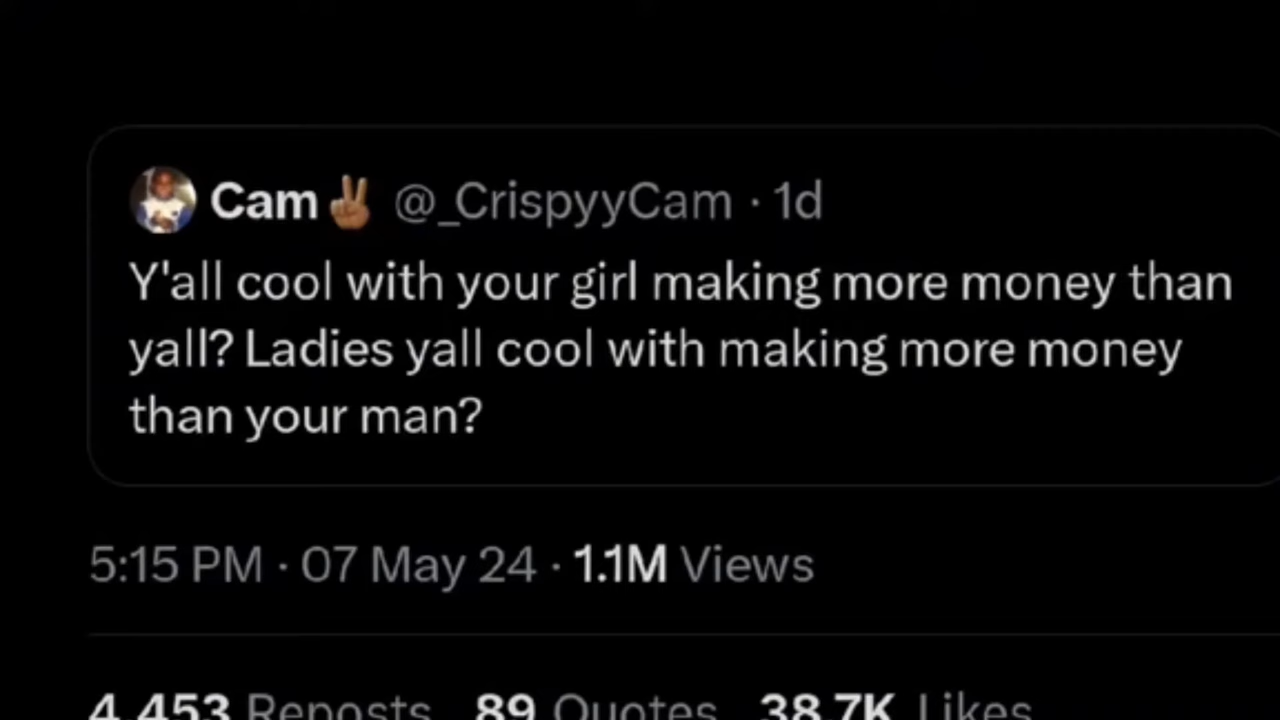 Cam✌🏾 @_CrispyyCam · 1d
Y'all cool with your girl making more money than
yall? Ladies yall cool with making more money
than your man?
5:15 PM · 07 May 24 · 1.1M Views
4,453 Reposts 89 Quotes 38.7K Likes